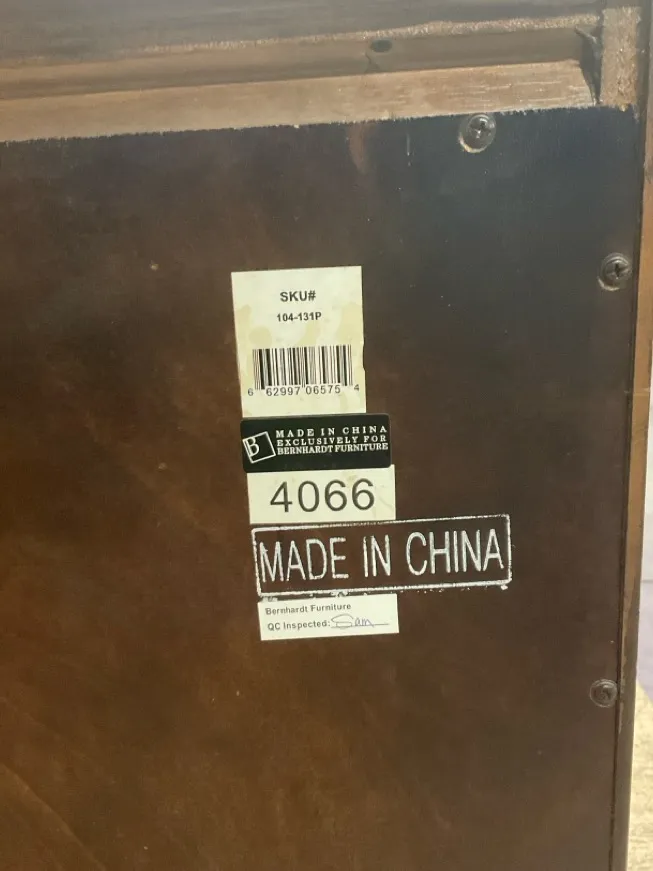 SKU#
104-131P
6 62997 06575 4
B
MADE IN CHINA
EXCLUSIVELY FOR
BERNHARDT FURNITURE
4066
MADE IN CHINA
Bernhardt Furniture
QC Inspected: Sam